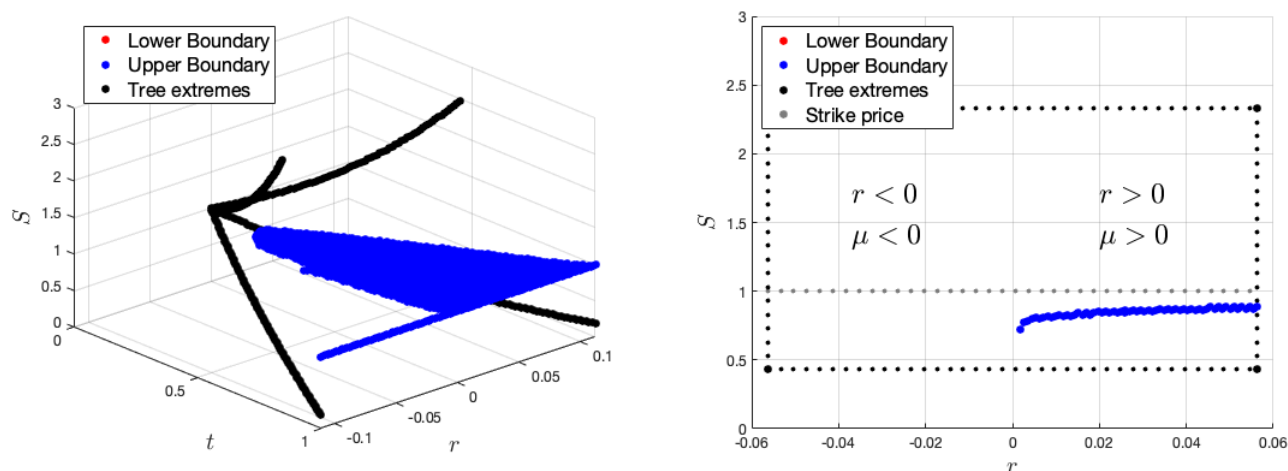 Lower Boundary
Upper Boundary
Tree extremes
3
2.5
2
1.5
1
0.5
0
S
0
0.5
1
t
-0.1
-0.05
0
0.05
0.1
r
Lower Boundary
Upper Boundary
Tree extremes
Strike price
3
2.5
2
1.5
1
0.5
0
S
r < 0
μ < 0
r > 0
μ > 0
-0.06
-0.04
-0.02
0
0.02
0.04
0.06
r